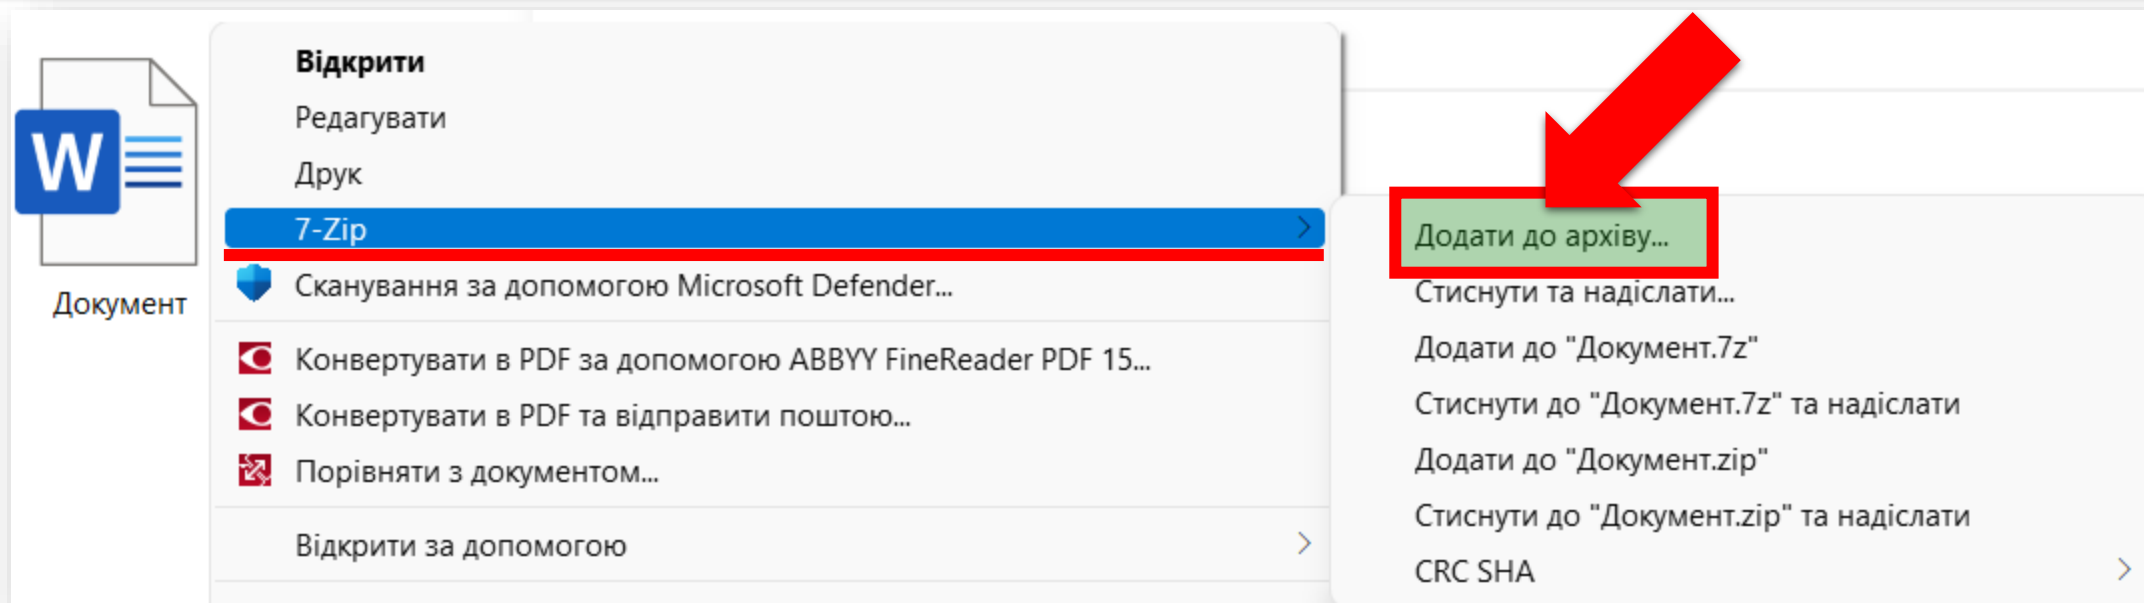 W
Документ
Відкрити
Редагувати
Друк
7-Zip
Сканування за допомогою Microsoft Defender...
Конвертувати в PDF за допомогою ABBYY FineReader PDF 15...
Конвертувати в PDF та відправити поштою...
Порівняти з документом...
Відкрити за допомогою
Додати до архіву...
Стиснути та надіслати...
Додати до "Документ.7z"
Стиснути до "Документ.7z" та надіслати
Додати до "Документ.zip"
Стиснути до "Документ.zip" та надіслати
CRC SHA